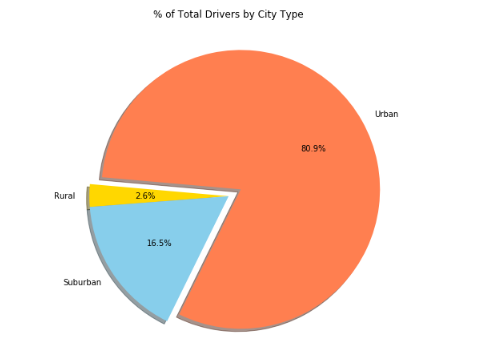 % of Total Drivers by City Type
Urban
80.9%
Rural
2.6%
16.5%
Suburban